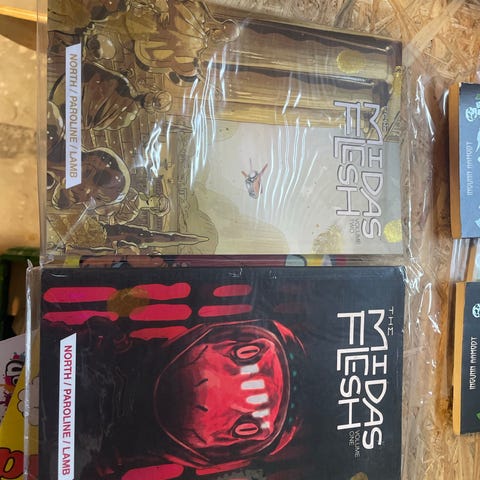 THE
MIDAS
FLESH
VOLUME
TWO
NORTH / PAROLINE / LAMB
THE
MIDAS
FLESH
VOLUME
ONE
NORTH / PAROLINE / LAMB